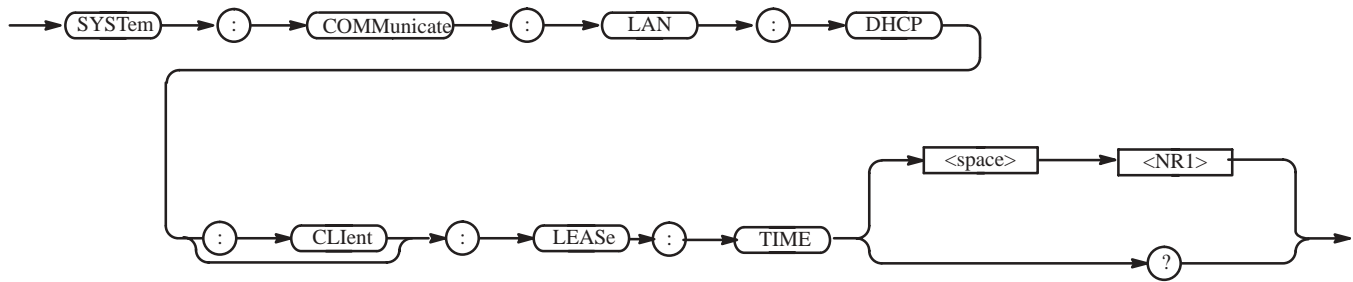 SYSTem : COMMunicate : LAN : DHCP
<space> <NR1>
: CLIent : LEASe : TIME
?